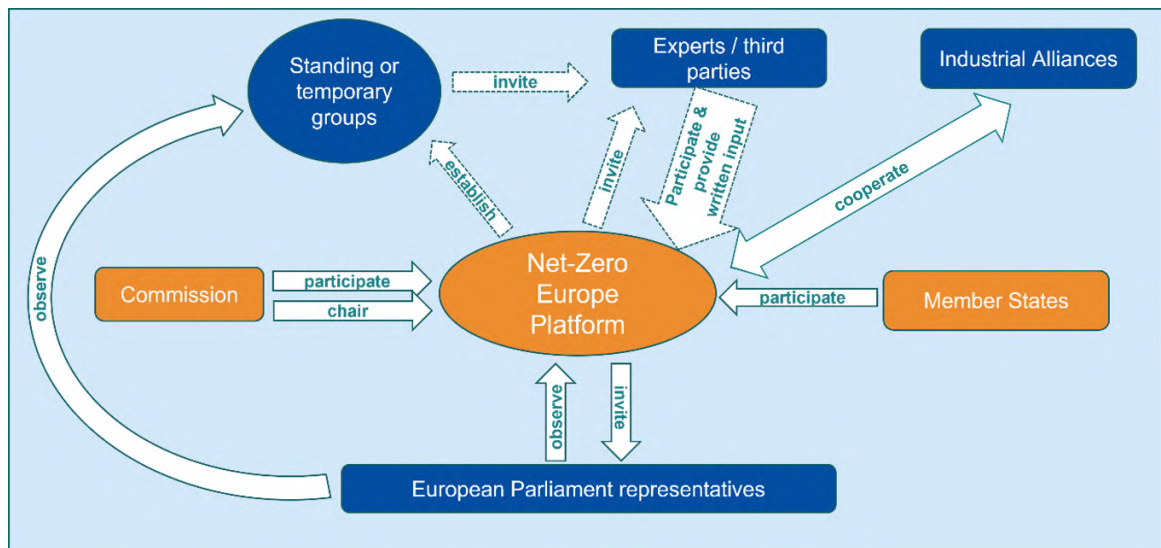 Standing or
temporary
groups
invite
Experts / third
parties
Industrial Alliances
establish
invite
Participate &
provide
written input
cooperate
observe
Commission
participate
chair
Net-Zero
Europe
Platform
participate
Member States
observe
invite
European Parliament representatives